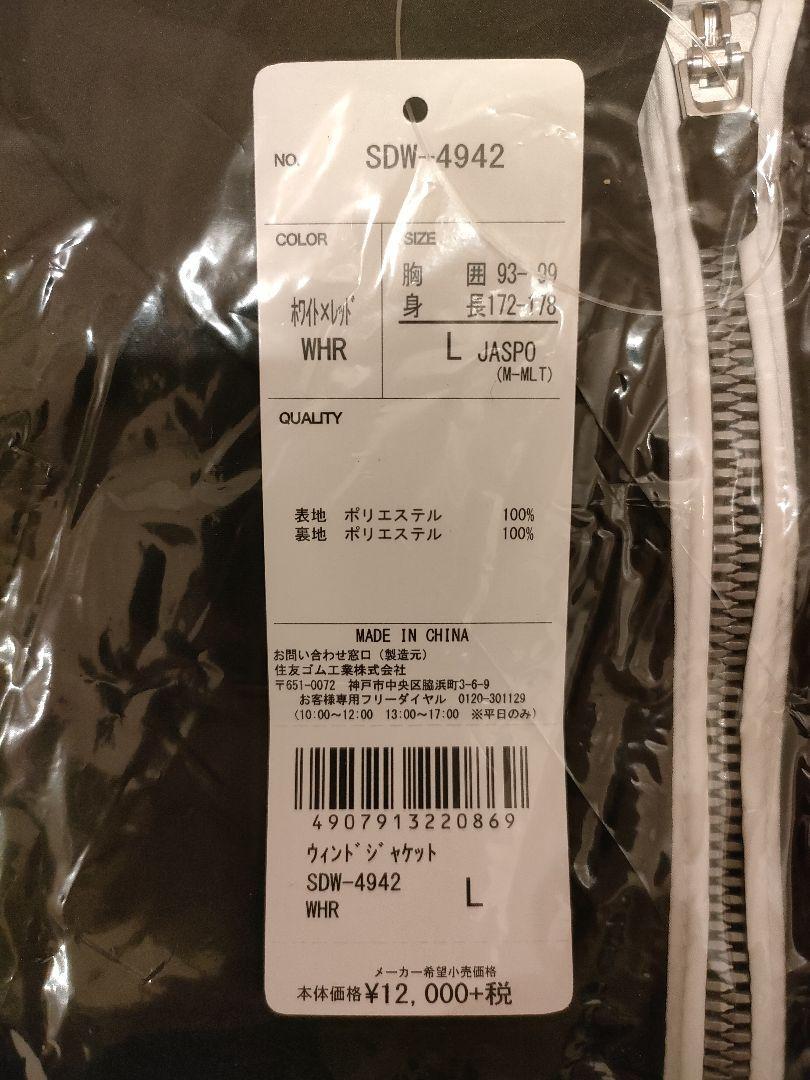 NO. SDW-4942
COLOR
ﾎﾜｲﾄ×ﾚｯﾄﾞ
WHR
SIZE
胸 囲 93-99
身 長172-178
L JASPO
(M-MLT)
QUALITY
表地 ポリエステル 100%
裏地 ポリエステル 100%
MADE IN CHINA
お問い合わせ窓口（製造元）
住友ゴム工業株式会社
〒651-0072 神戸市中央区脇浜町3-6-9
お客様専用フリーダイヤル 0120-301129
(10:00～12:00 13:00～17:00 ※平日のみ)
4907913220869
ｳｨﾝﾄﾞｼﾞｬｹｯﾄ
SDW-4942 L
WHR
メーカー希望小売価格
本体価格¥12,000+税